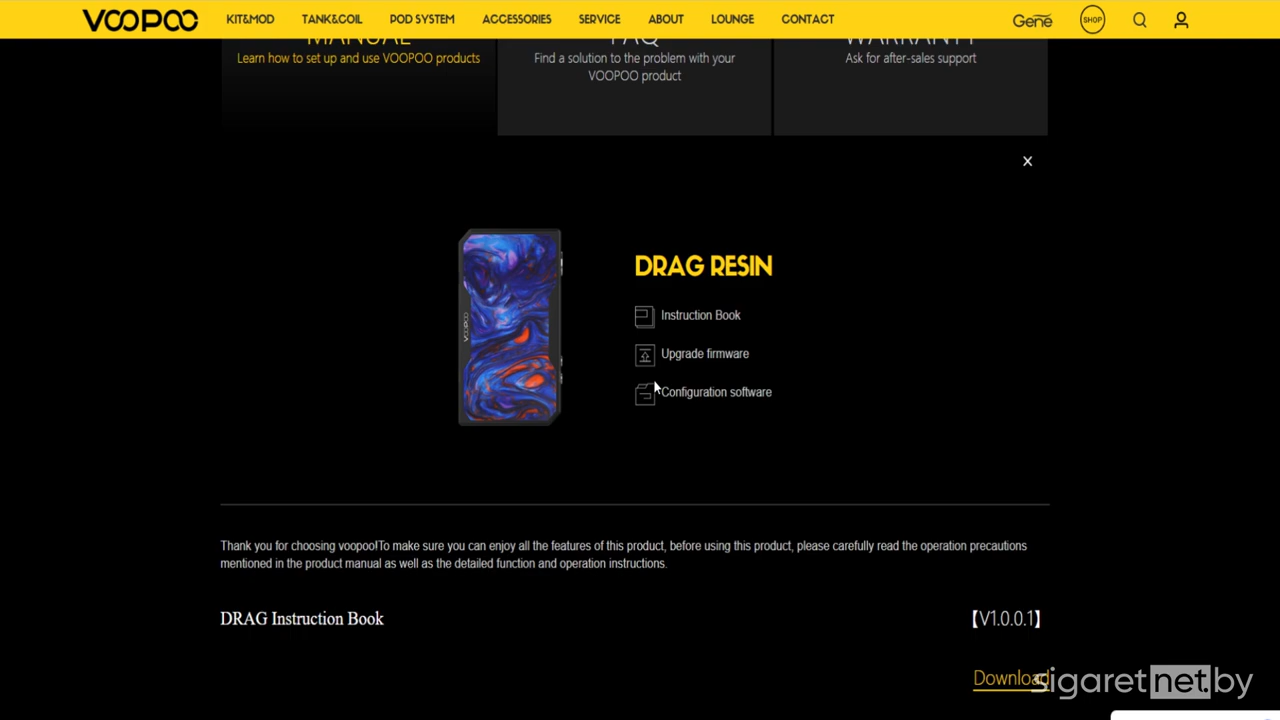 VOOPOO KIT&MOD TANK&COIL POD SYSTEM ACCESSORIES SERVICE ABOUT LOUNGE CONTACT Gene SHOP
MANUAL FAQ WARRANTY
Learn how to set up and use VOOPOO products
Find a solution to the problem with your
VOOPOO product
Ask for after-sales support
VOOPOO
DRAG RESIN
Instruction Book
Upgrade firmware
Configuration software
Thank you for choosing voopoo!To make sure you can enjoy all the features of this product, before using this product, please carefully read the operation precautions
mentioned in the product manual as well as the detailed function and operation instructions.
DRAG Instruction Book 【V1.0.0.1】
Download
sigaretnet.by